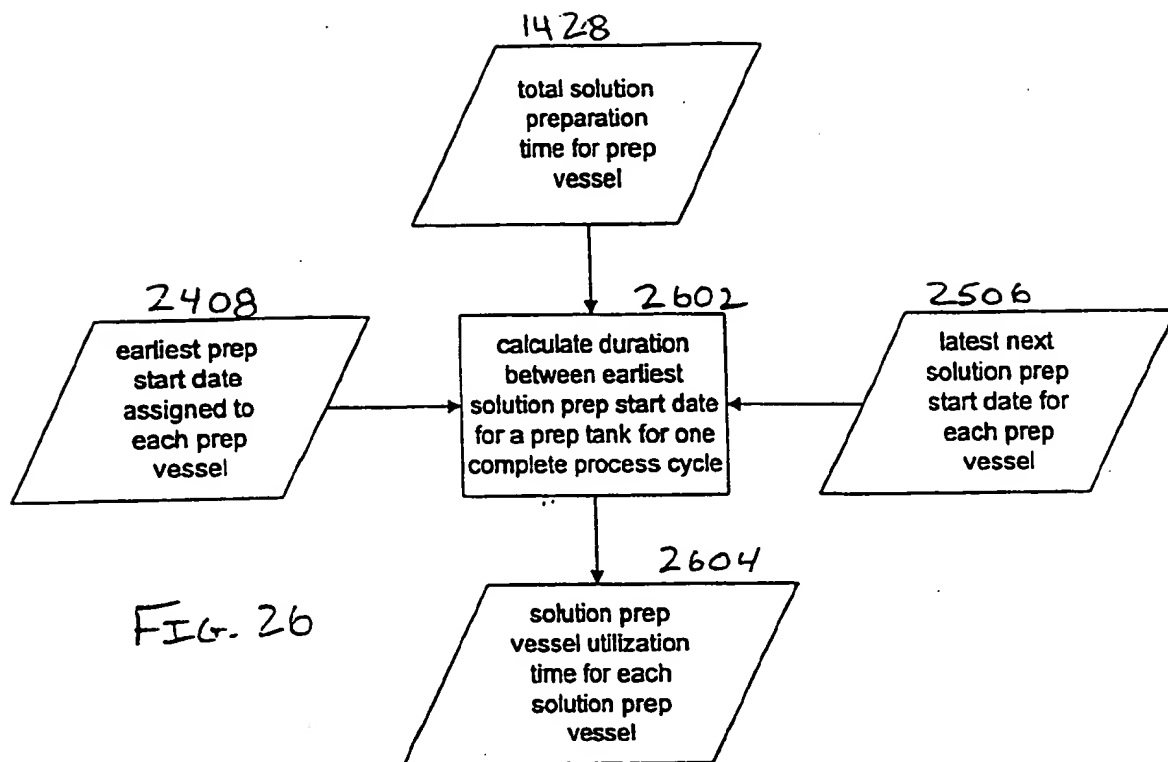 1428
total solution
preparation
time for prep
vessel
2408
earliest prep
start date
assigned to
each prep
vessel
2602
calculate duration
between earliest
solution prep start date
for a prep tank for one
complete process cycle
2506
latest next
solution prep
start date for
each prep
vessel
2604
solution prep
vessel utilization
time for each
solution prep
vessel
FIG. 26